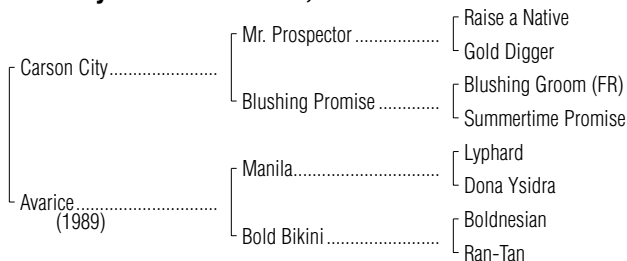 Raise a Native
Mr. Prospector ....................
Gold Digger
Carson City.........................
Blushing Groom (FR)
Blushing Promise ..............
Summertime Promise
Lyphard
Manila..................................
Dona Ysidra
Avarice.................................
(1989)
Boldnesian
Bold Bikini ..........................
Ran-Tan